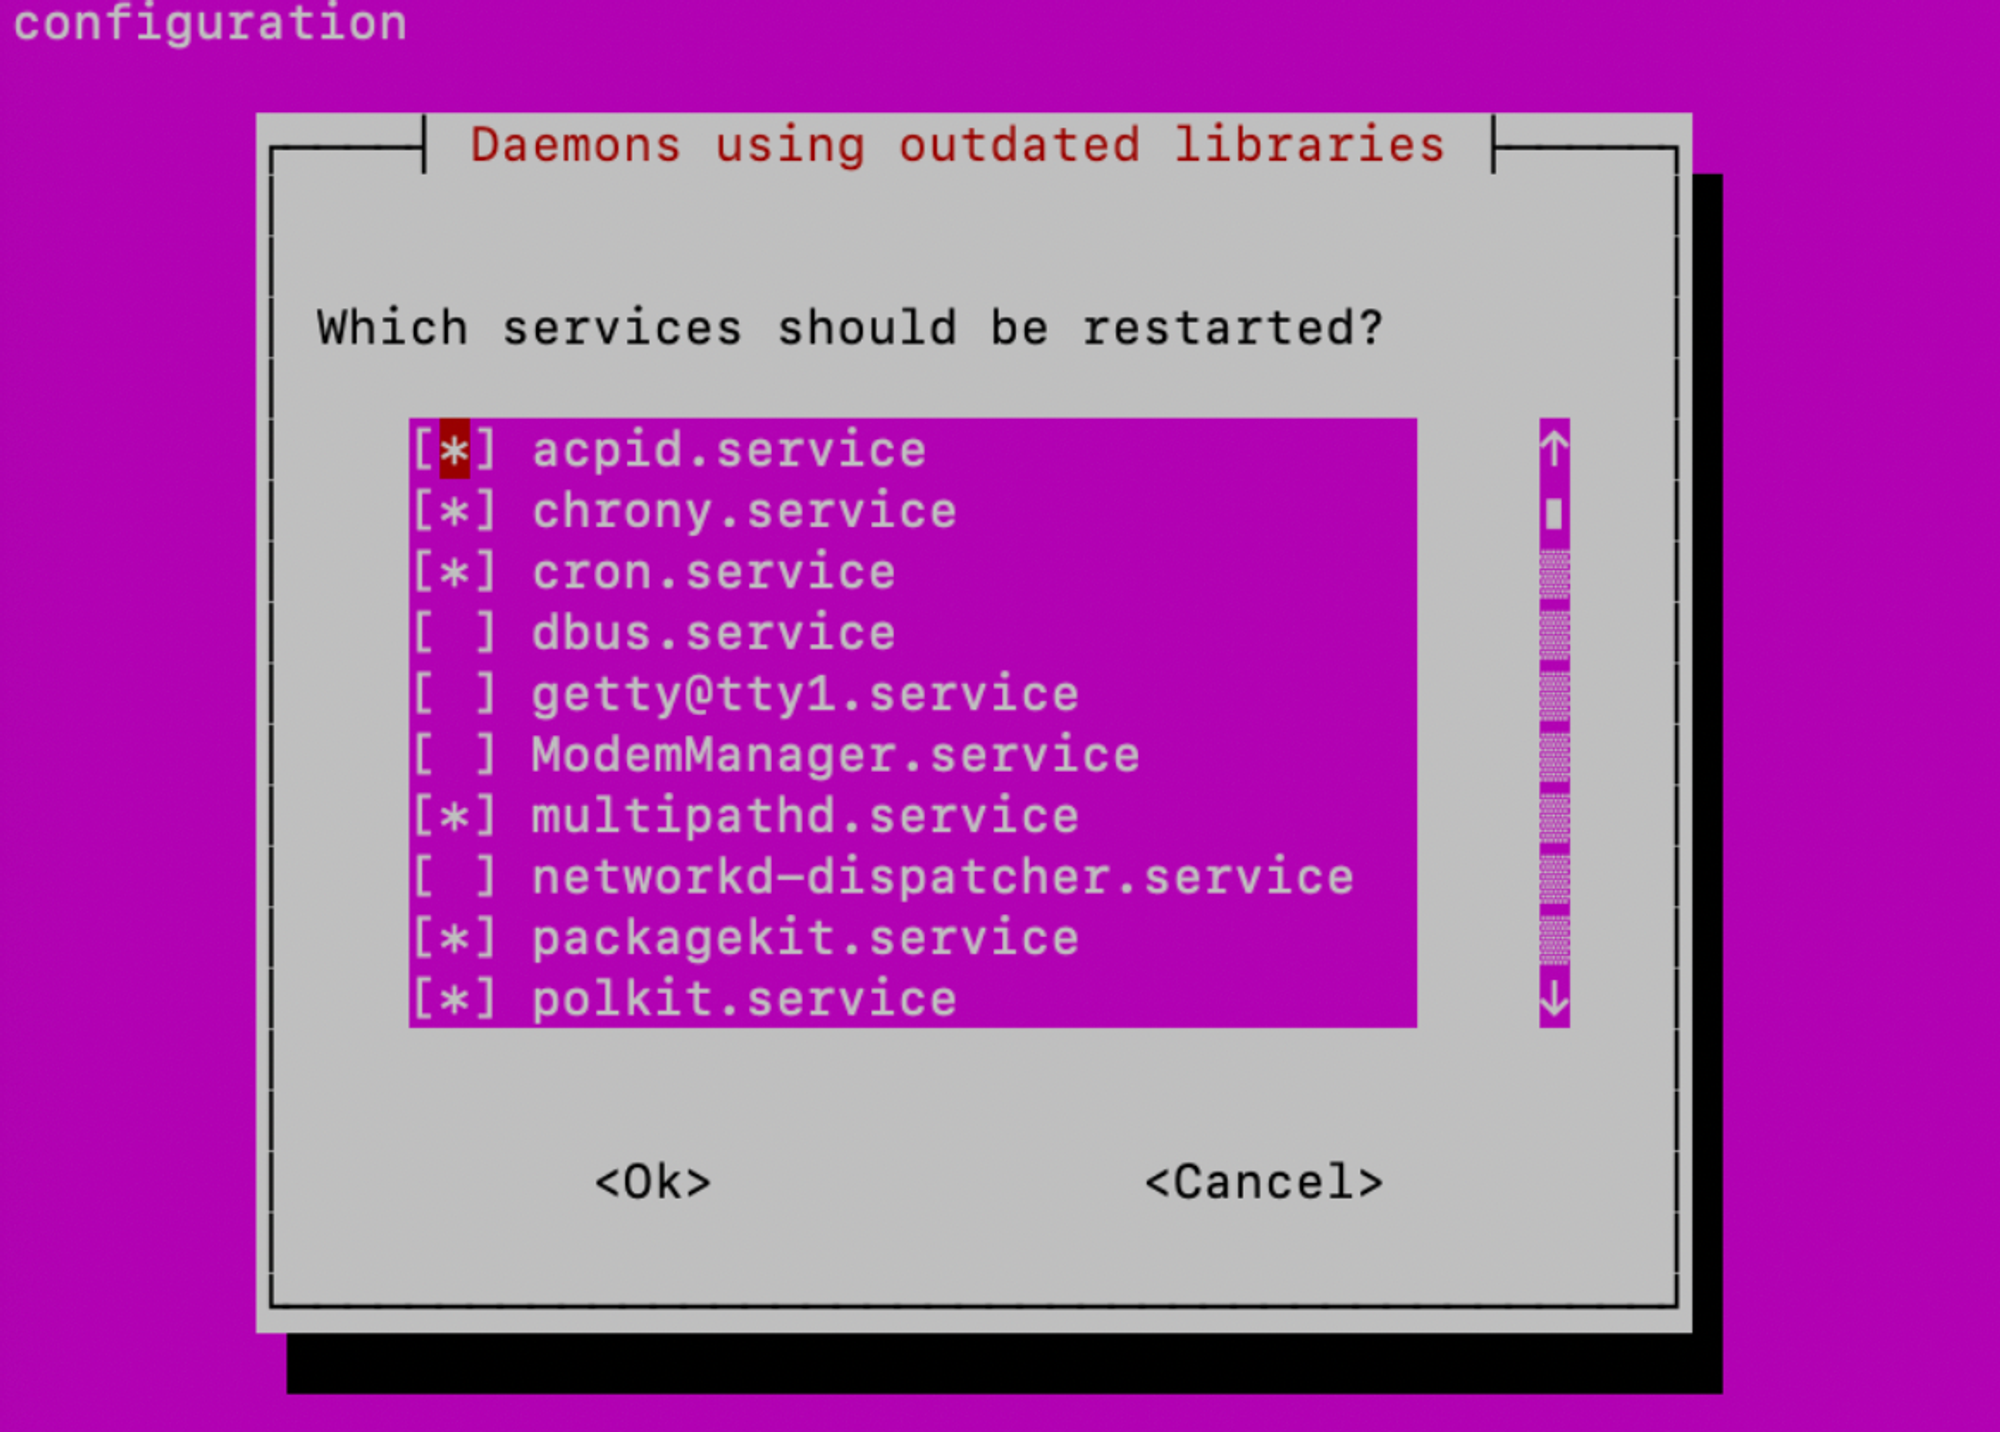 configuration
Daemons using outdated libraries
Which services should be restarted?
[*] acpid.service
[*] chrony.service
[*] cron.service
[ ] dbus.service
[ ] getty@tty1.service
[ ] ModemManager.service
[*] multipathd.service
[ ] networkd-dispatcher.service
[*] packagekit.service
[*] polkit.service
<Ok> <Cancel>